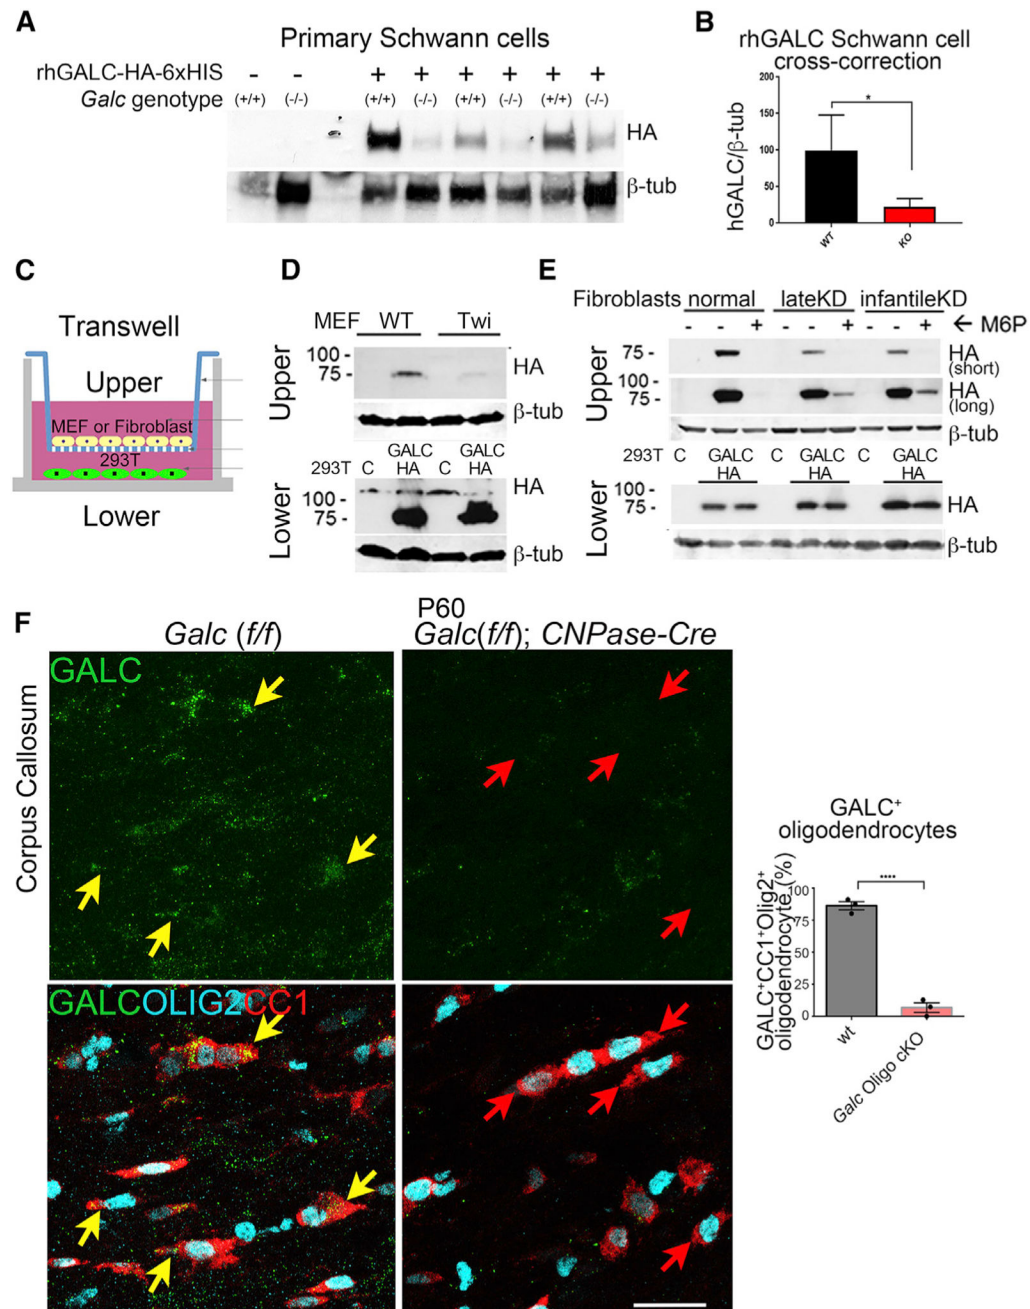 A
Primary Schwann cells
rhGALC-HA-6xHIS - - + + + + + +
Galc genotype (+/+) (-/-) (+/+) (-/-) (+/+) (-/-) (+/+) (-/-)
HA
β-tub
B
rhGALC Schwann cell
cross-correction
hGALC/β-tub
200
150
100
50
0
*
WT
KO
C
Transwell
Upper
MEF or Fibroblast
293T
Lower
D
MEF WT Twi
Upper
100 -
75 -
HA
β-tub
293T C GALC HA C GALC HA
Lower
100 -
75 -
HA
β-tub
E
Fibroblasts normal lateKD infantileKD
- - + - - + - - + ← M6P
Upper
75 -
HA
(short)
100 -
75 -
HA
(long)
β-tub
293T C GALC HA C GALC HA C GALC HA
Lower
100 -
75 -
HA
β-tub
F
P60
Galc (f/f)
Galc(f/f); CNPase-Cre
Corpus Callosum
GALC
GALCOLIG2CC1
GALC⁺
oligodendrocytes
GALC⁺CC1⁺Olig2⁺
oligodendrocyte (%)
100
75
50
25
0
****
wt
Galc Oligo cKO